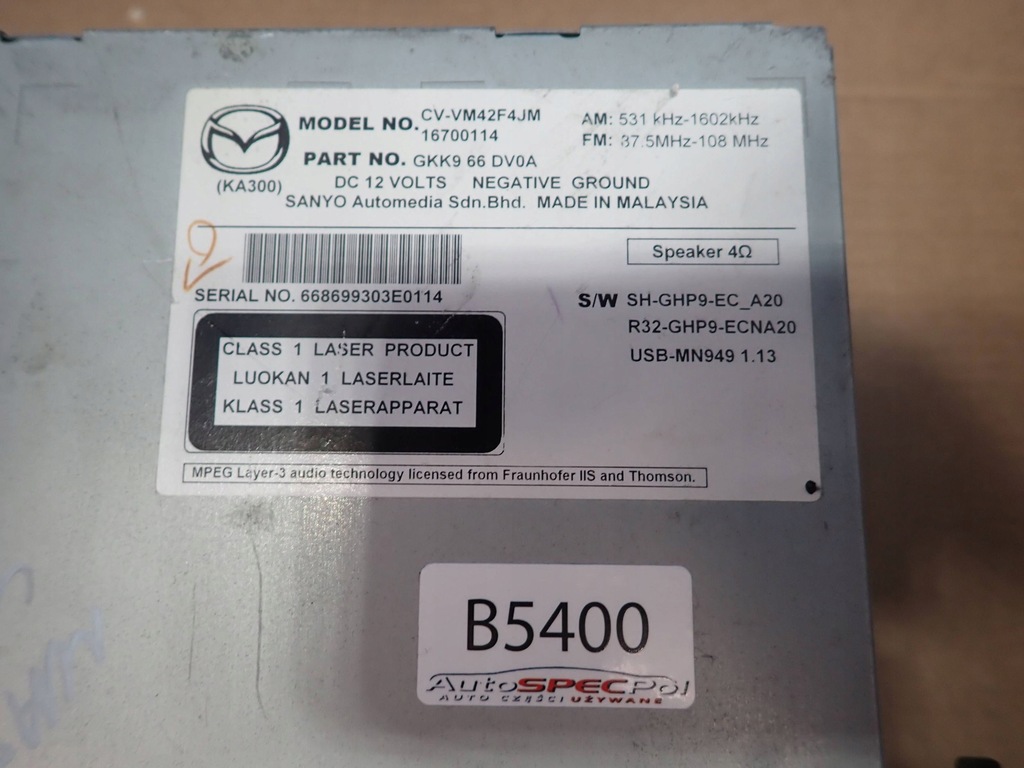 MODEL NO. CV-VM42F4JM
16700114
PART NO. GKK9 66 DV0A
(KA300)
DC 12 VOLTS NEGATIVE GROUND
SANYO Automedia Sdn.Bhd. MADE IN MALAYSIA
AM: 531 kHz-1602kHz
FM: 87.5MHz-108 MHz
Speaker 4Ω
SERIAL NO. 668699303E0114
S/W SH-GHP9-EC_A20
R32-GHP9-ECNA20
USB-MN949 1.13
CLASS 1 LASER PRODUCT
LUOKAN 1 LASERLAITE
KLASS 1 LASERAPPARAT
MPEG Layer-3 audio technology licensed from Fraunhofer IIS and Thomson.
B5400
AutoSPECPol
AUTO CZĘŚCI UŻYWANE